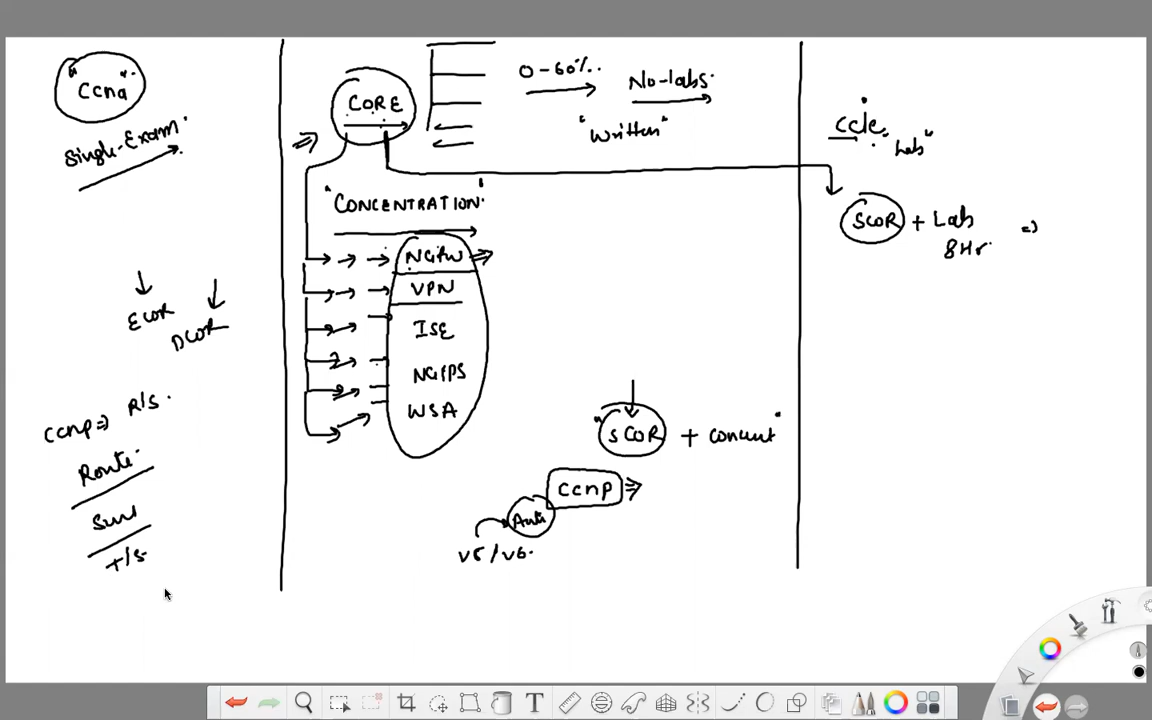 "Ccna"
Single-Exam.
ECOR
DCOR
Ccnp => R/S.
Route.
+/S.
CORE
0-60%.
No-labs.
"Written"
"CONCENTRATION"
NGFW
VPN
ISE
NGIPS
WSA
"SCOR + concent"
ccnp
Auto
v5/v6.
ccie.
Lab"
SCOR + Lab
8Hr.